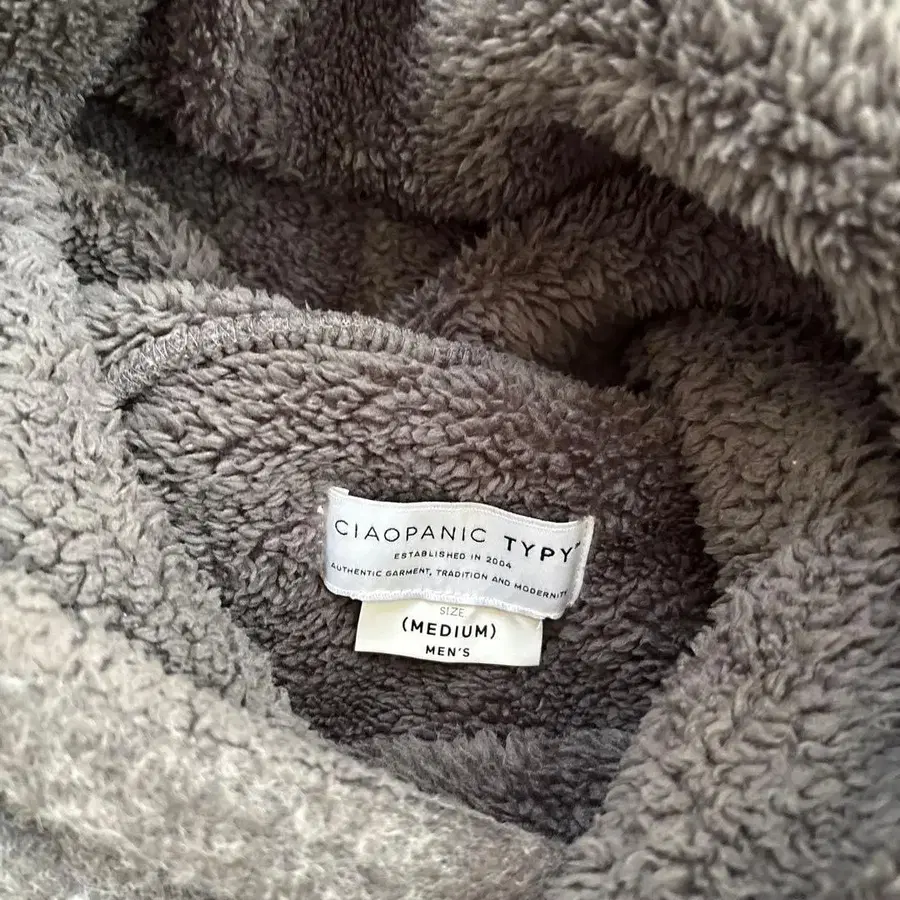 CIAOPANIC TYPY
ESTABLISHED IN 2004
AUTHENTIC GARMENT, TRADITION AND MODERNITY
SIZE
(MEDIUM)
MEN'S